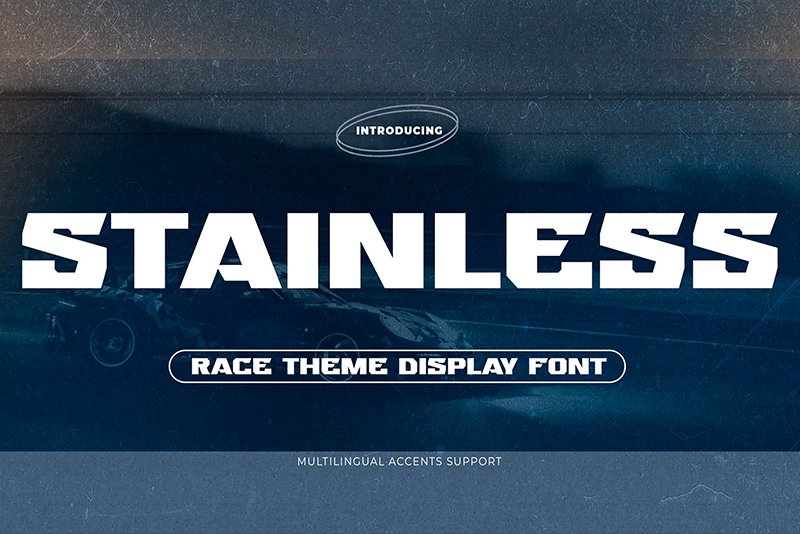 INTRODUCING
STAINLESS
RACE THEME DISPLAY FONT
MULTILINGUAL ACCENTS SUPPORT